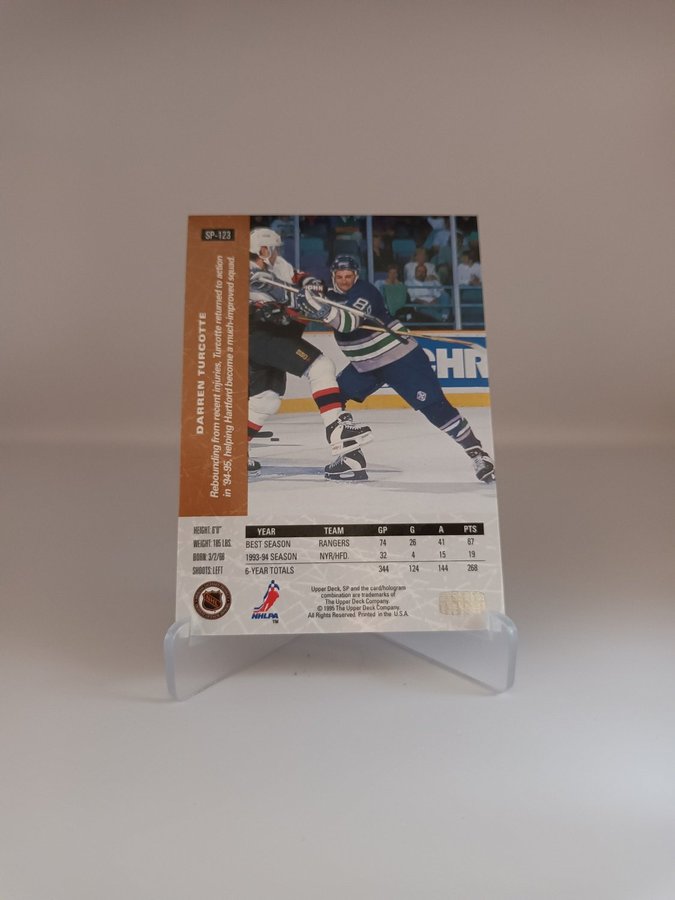 SP-123
DARREN TURCOTTE
Rebounding from recent injuries, Turcotte returned to action
in '94-95, helping Hartford become a much-improved squad.
CHR
HEIGHT: 6'0"
WEIGHT: 185 LBS.
BORN: 3/2/68
SHOOTS: LEFT
YEAR TEAM GP G A PTS
BEST SEASON RANGERS 74 26 41 67
1993-94 SEASON NYR/HFD. 32 4 15 19
6-YEAR TOTALS 344 124 144 268
NHLPA
TM
Upper Deck, SP and the card/hologram
combination are trademarks of
The Upper Deck Company.
© 1995 The Upper Deck Company.
All Rights Reserved. Printed in the U.S.A.